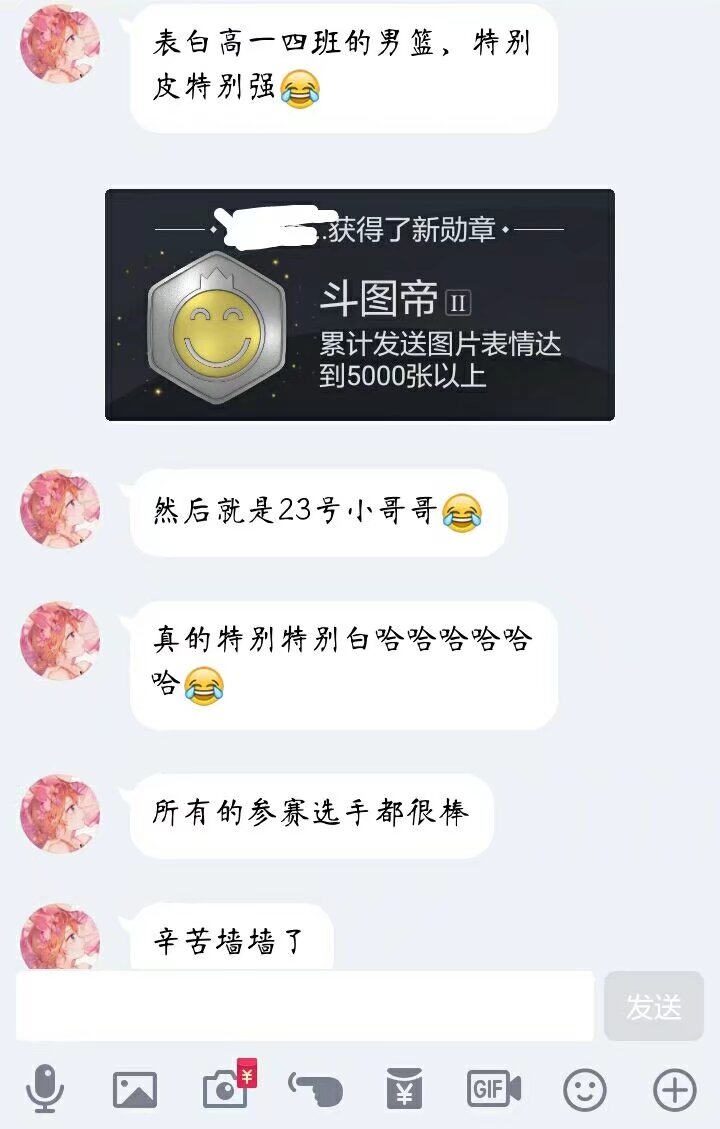 表白高一四班的男篮，特别
皮特别强😂
..获得了新勋章
斗图帝 II
累计发送图片表情达
到5000张以上
然后就是23号小哥哥😂
真的特别特别白哈哈哈哈哈
哈😂
所有的参赛选手都很棒
辛苦墙墙了
发送
¥
¥
GIF